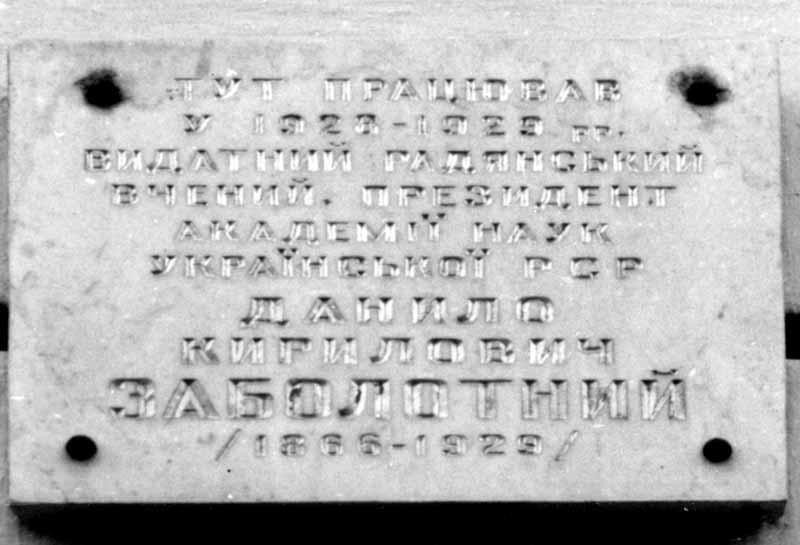 ТУТ ПРАЦЮВАВ
У 1928-1929 РР.
ВИДАТНИЙ РАДЯНСЬКИЙ
ВЧЕНИЙ, ПРЕЗИДЕНТ
АКАДЕМІЇ НАУК
УКРАЇНСЬКОЇ РСР
ДАНИЛО
КИРИЛОВИЧ
ЗАБОЛОТНИЙ
/1866-1929/